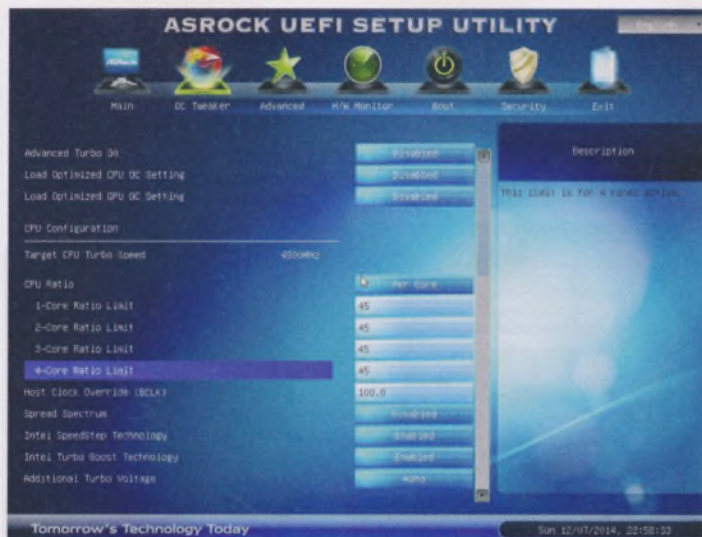 ASROCK UEFI SETUP UTILITY
English
Main
OC Tweaker
Advanced
H/W Monitor
Boot
Security
Exit
Advanced Turbo 30
Disabled
Load Optimized CPU OC Setting
Disabled
Load Optimized GPU OC Setting
Disabled
CPU Configuration
Target CPU Turbo Speed
4500MHz
CPU Ratio
Per Core
1-Core Ratio Limit
45
2-Core Ratio Limit
45
3-Core Ratio Limit
45
4-Core Ratio Limit
45
Host Clock Override (BCLK)
100.0
Spread Spectrum
Disabled
Intel SpeedStep Technology
Enabled
Intel Turbo Boost Technology
Enabled
Additional Turbo Voltage
Auto
Description
This limit is for 4 cores active.
Tomorrow's Technology Today
Sun 12/07/2014, 22:58:33